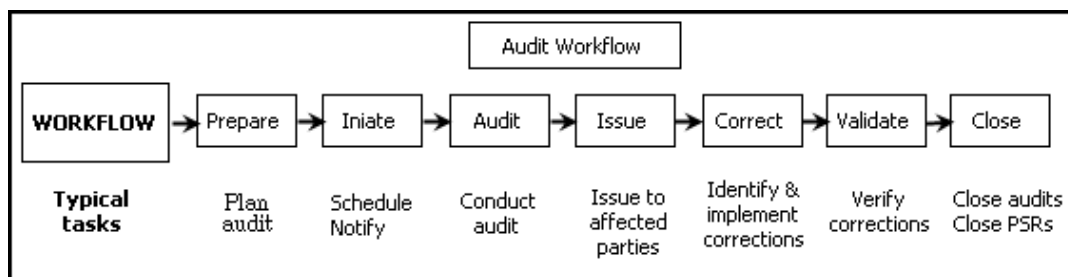 Audit Workflow
WORKFLOW
Prepare
Iniate
Audit
Issue
Correct
Validate
Close
Typical
tasks
Plan
audit
Schedule
Notify
Conduct
audit
Issue to
affected
parties
Identify &
implement
corrections
Verify
corrections
Close audits
Close PSRs